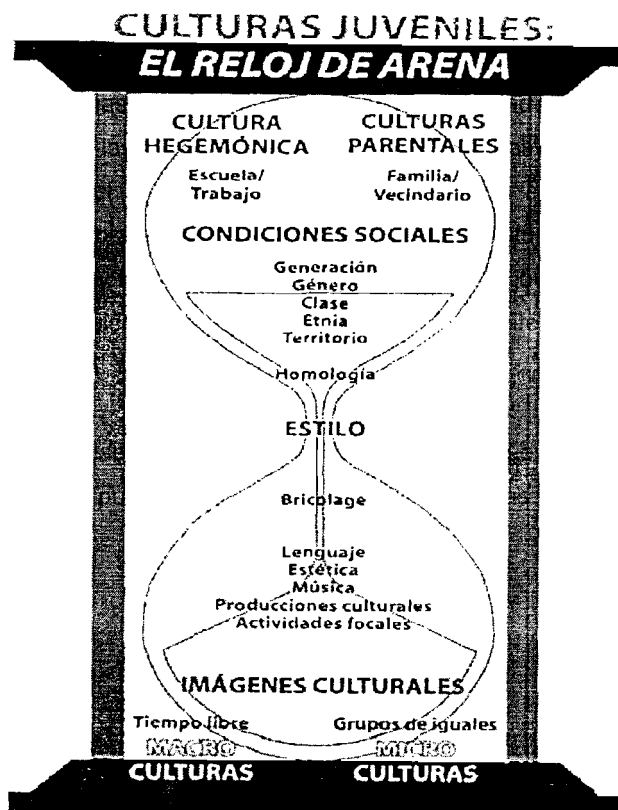 CULTURAS JUVENILES:
EL RELOJ DE ARENA
CULTURA HEGEMÓNICA
CULTURAS PARENTALES
Escuela/
Trabajo
Familia/
Vecindario
CONDICIONES SOCIALES
Generación
Género
Clase
Etnia
Territorio
Homología
ESTILO
Bricolage
Lenguaje
Estética
Música
Producciones culturales
Actividades focales
IMÁGENES CULTURALES
Tiempo libre
Grupos de iguales
MACRO
CULTURAS
MICRO
CULTURAS